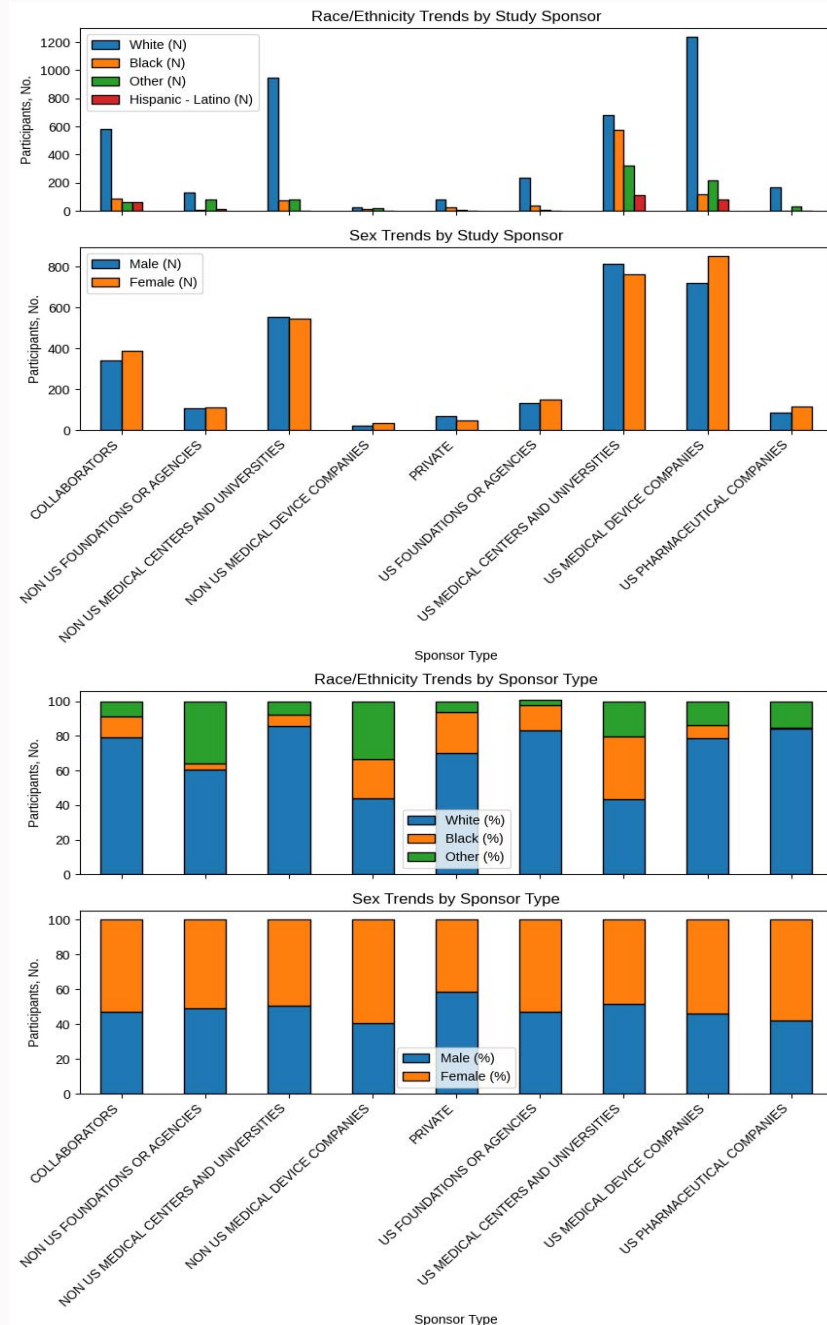 Race/Ethnicity Trends by Study Sponsor
Participants, No.
1200
1000
800
600
400
200
0
White (N)
Black (N)
Other (N)
Hispanic - Latino (N)
Sex Trends by Study Sponsor
Participants, No.
800
600
400
200
0
Male (N)
Female (N)
COLLABORATORS
NON US FOUNDATIONS OR AGENCIES
NON US MEDICAL CENTERS AND UNIVERSITIES
NON US MEDICAL DEVICE COMPANIES
PRIVATE
US FOUNDATIONS OR AGENCIES
US MEDICAL CENTERS AND UNIVERSITIES
US MEDICAL DEVICE COMPANIES
US PHARMACEUTICAL COMPANIES
Sponsor Type
Race/Ethnicity Trends by Sponsor Type
Participants, No.
100
80
60
40
20
0
White (%)
Black (%)
Other (%)
Sex Trends by Sponsor Type
Participants, No.
100
80
60
40
20
0
Male (%)
Female (%)
COLLABORATORS
NON US FOUNDATIONS OR AGENCIES
NON US MEDICAL CENTERS AND UNIVERSITIES
NON US MEDICAL DEVICE COMPANIES
PRIVATE
US FOUNDATIONS OR AGENCIES
US MEDICAL CENTERS AND UNIVERSITIES
US MEDICAL DEVICE COMPANIES
US PHARMACEUTICAL COMPANIES
Sponsor Type